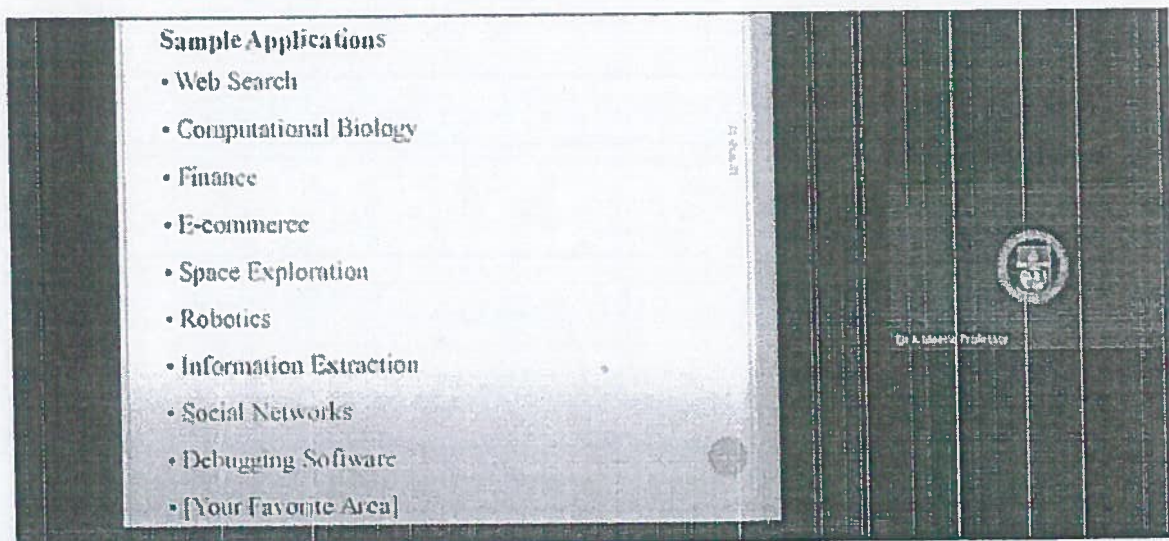 Sample Applications
• Web Search
• Computational Biology
• Finance
• E-commerce
• Space Exploration
• Robotics
• Information Extraction
• Social Networks
• Debugging Software
• [Your Favorite Area]
Professor